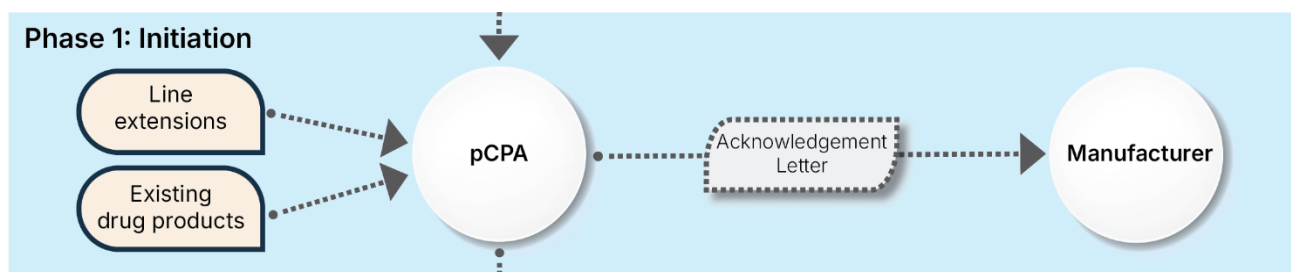 Phase 1: Initiation
Line
extensions
Existing
drug products
pCPA
Acknowledgement
Letter
Manufacturer